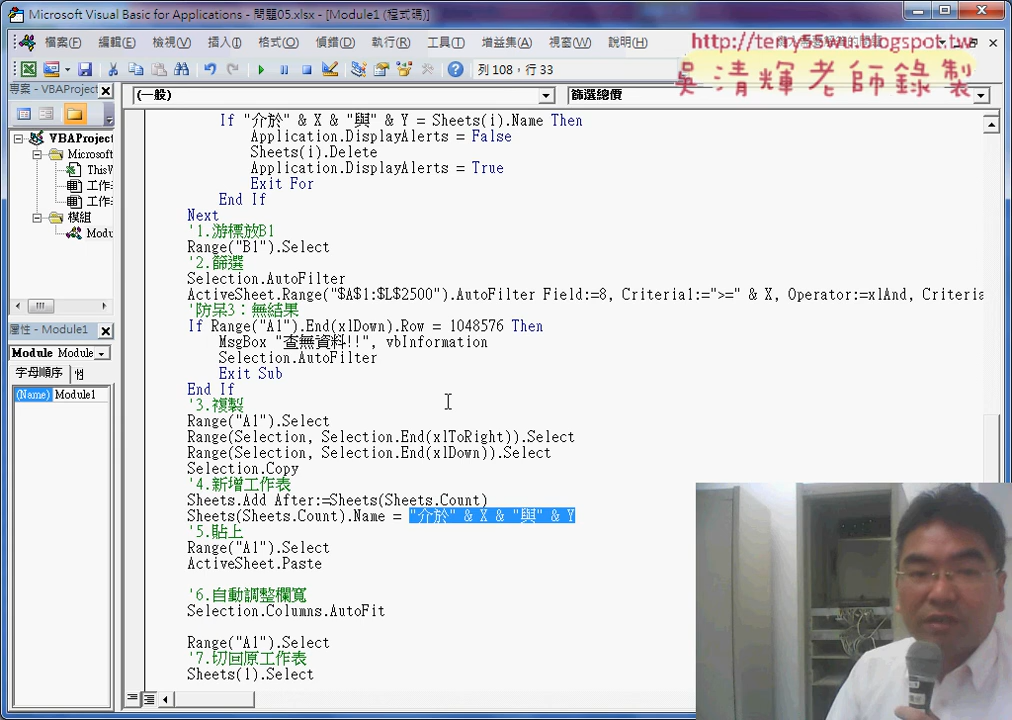 Microsoft Visual Basic for Applications - 問題05.xlsx - [Module1 (程式碼)]
檔案(F) 編輯(E) 檢視(V) 插入(I) 格式(O) 偵錯(D) 執行(R) 工具(T) 增益集(A) 視窗(W) 說明(H)
http://terry55wu.blogspot.tw
吳清輝老師錄製
列 108，行 33
專案 - VBAProject
(一般)
篩選總價
VBAProject
Microsoft
ThisW
工作
工作
模組
Modu
屬性 - Module1
Module Module
字母順序
(Name) Module1
If "介於" & X & "與" & Y = Sheets(i).Name Then
Application.DisplayAlerts = False
Sheets(i).Delete
Application.DisplayAlerts = True
Exit For
End If
Next
'1.游標放B1
Range("B1").Select
'2.篩選
Selection.AutoFilter
ActiveSheet.Range("$A$1:$L$2500").AutoFilter Field:=8, Criteria1:=">=" & X, Operator:=xlAnd, Criteria
'防呆3：無結果
If Range("A1").End(xlDown).Row = 1048576 Then
MsgBox "查無資料!!", vbInformation
Selection.AutoFilter
Exit Sub
End If
'3.複製
Range("A1").Select
Range(Selection, Selection.End(xlToRight)).Select
Range(Selection, Selection.End(xlDown)).Select
Selection.Copy
'4.新增工作表
Sheets.Add After:=Sheets(Sheets.Count)
Sheets(Sheets.Count).Name = "介於" & X & "與" & Y
'5.貼上
Range("A1").Select
ActiveSheet.Paste
'6.自動調整欄寬
Selection.Columns.AutoFit
Range("A1").Select
'7.切回原工作表
Sheets(1).Select